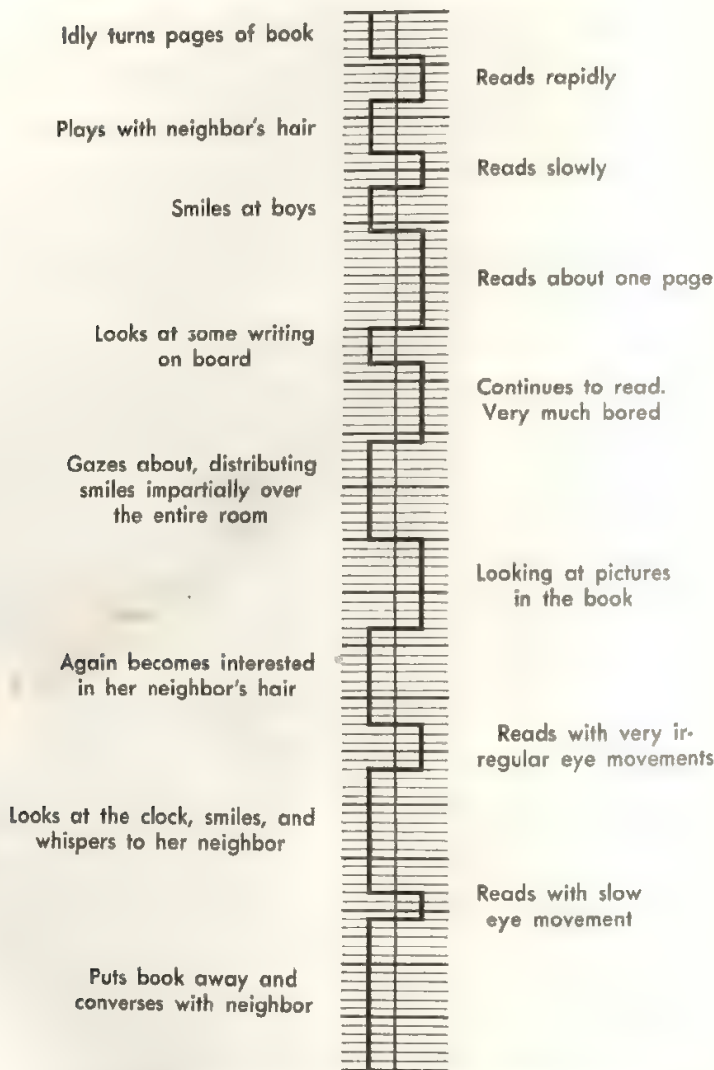 Idly turns pages of book
Reads rapidly
Plays with neighbor's hair
Reads slowly
Smiles at boys
Reads about one page
Looks at some writing
on board
Continues to read.
Very much bored
Gazes about, distributing
smiles impartially over
the entire room
Looking at pictures
in the book
Again becomes interested
in her neighbor's hair
Reads with very ir-
regular eye movements
Looks at the clock, smiles, and
whispers to her neighbor
Reads with slow
eye movement
Puts book away and
converses with neighbor